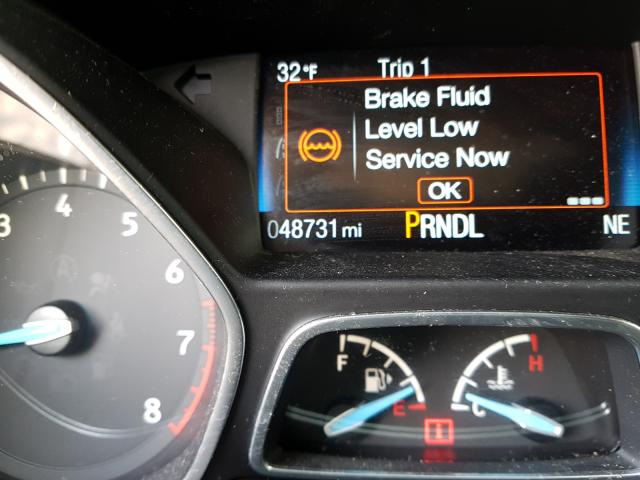 32°F Trip 1
Brake Fluid
Level Low
Service Now
OK
048731 mi PRNDL NE
3 4 5 6 7 8
F E
C H